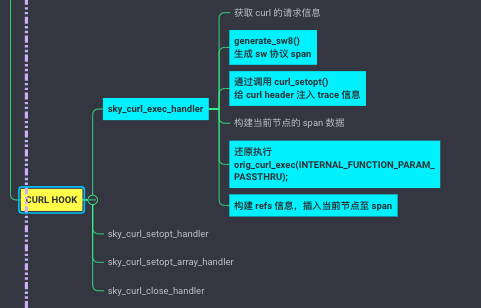 获取 curl 的请求信息
generate_sw8()
生成 sw 协议 span
通过调用 curl_setopt()
给 curl header 注入 trace 信息
sky_curl_exec_handler
构建当前节点的 span 数据
还原执行
orig_curl_exec(INTERNAL_FUNCTION_PARAM_
PASSTHRU);
CURL HOOK
构建 refs 信息，插入当前节点至 span
sky_curl_setopt_handler
sky_curl_setopt_array_handler
sky_curl_close_handler